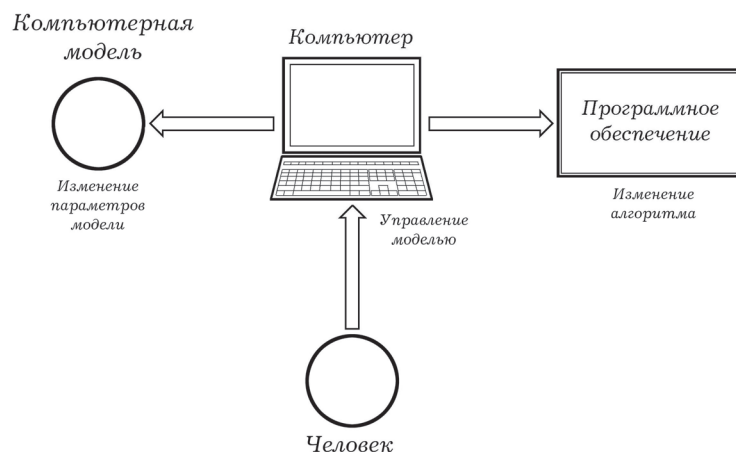 Компьютерная
модель
Компьютер
Программное
обеспечение
Изменение
параметров
модели
Изменение
алгоритма
Управление
моделью
Человек